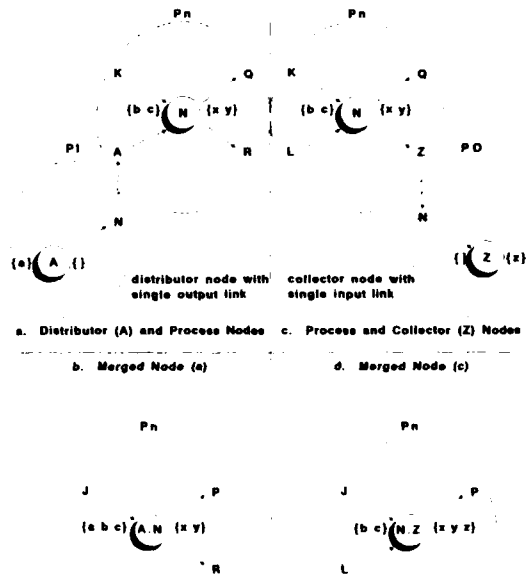 Pn
Pn
K
Q
K
Q
{b c} N {x y}
{b c} N {x y}
PI
A
R
L
Z
PO
N
N
{a} A {}
{} Z {z}
distributor node with
single output link
collector node with
single input link
a. Distributor (A) and Process Nodes
c. Process and Collector (Z) Nodes
b. Merged Node (a)
d. Merged Node (c)
Pn
Pn
J
P
J
P
{a b c} A.N {x y}
{b c} N.Z {x y z}
R
L